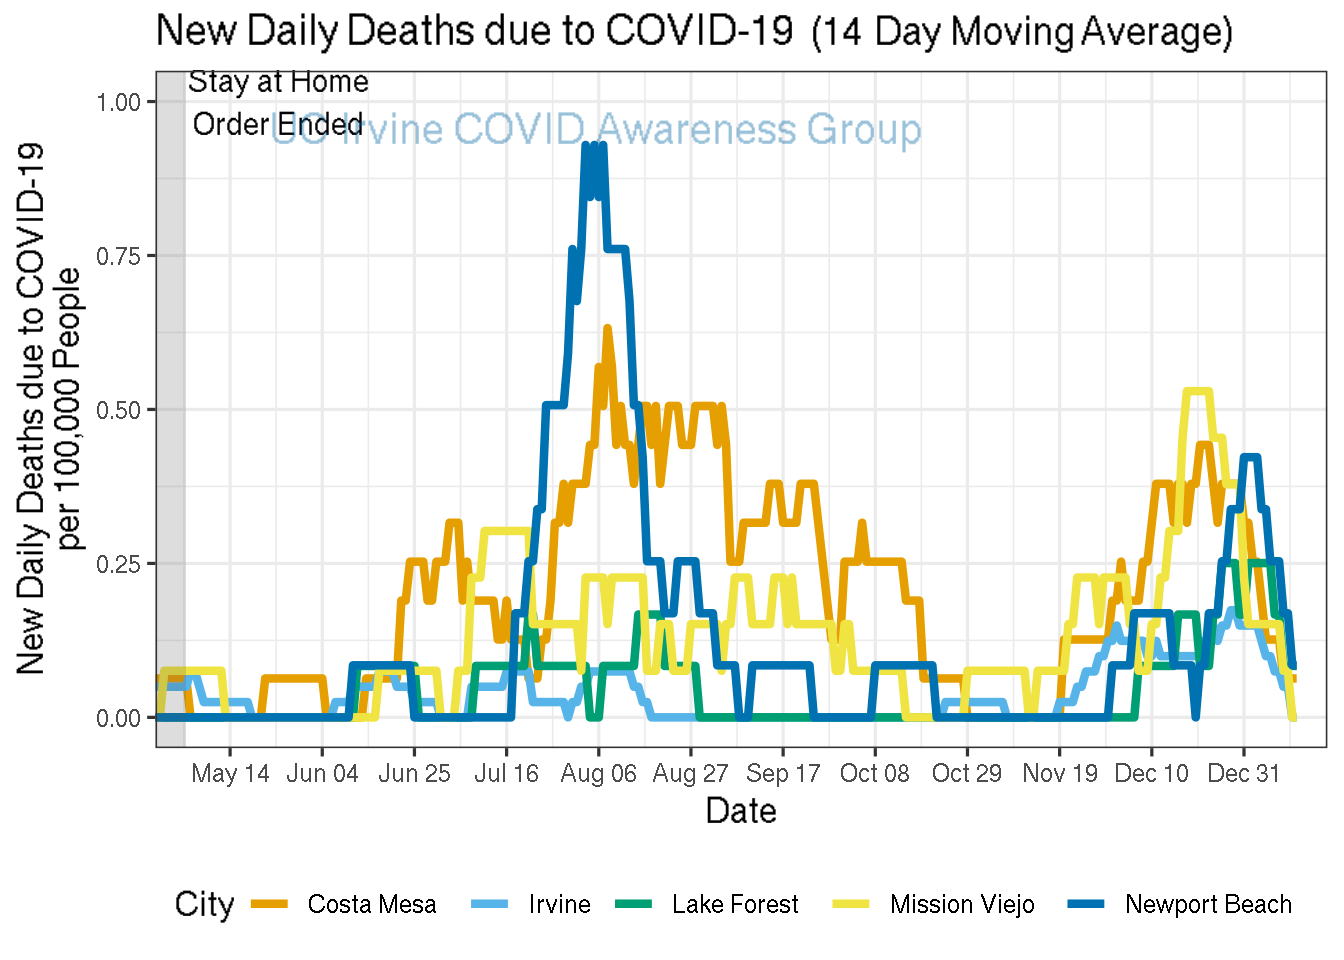 New Daily Deaths due to COVID-19 (14 Day Moving Average)
Stay at Home
Order Ended
UC Irvine COVID Awareness Group
New Daily Deaths due to COVID-19
per 100,000 People
1.00
0.75
0.50
0.25
0.00
May 14 Jun 04 Jun 25 Jul 16 Aug 06 Aug 27 Sep 17 Oct 08 Oct 29 Nov 19 Dec 10 Dec 31
Date
City Costa Mesa Irvine Lake Forest Mission Viejo Newport Beach